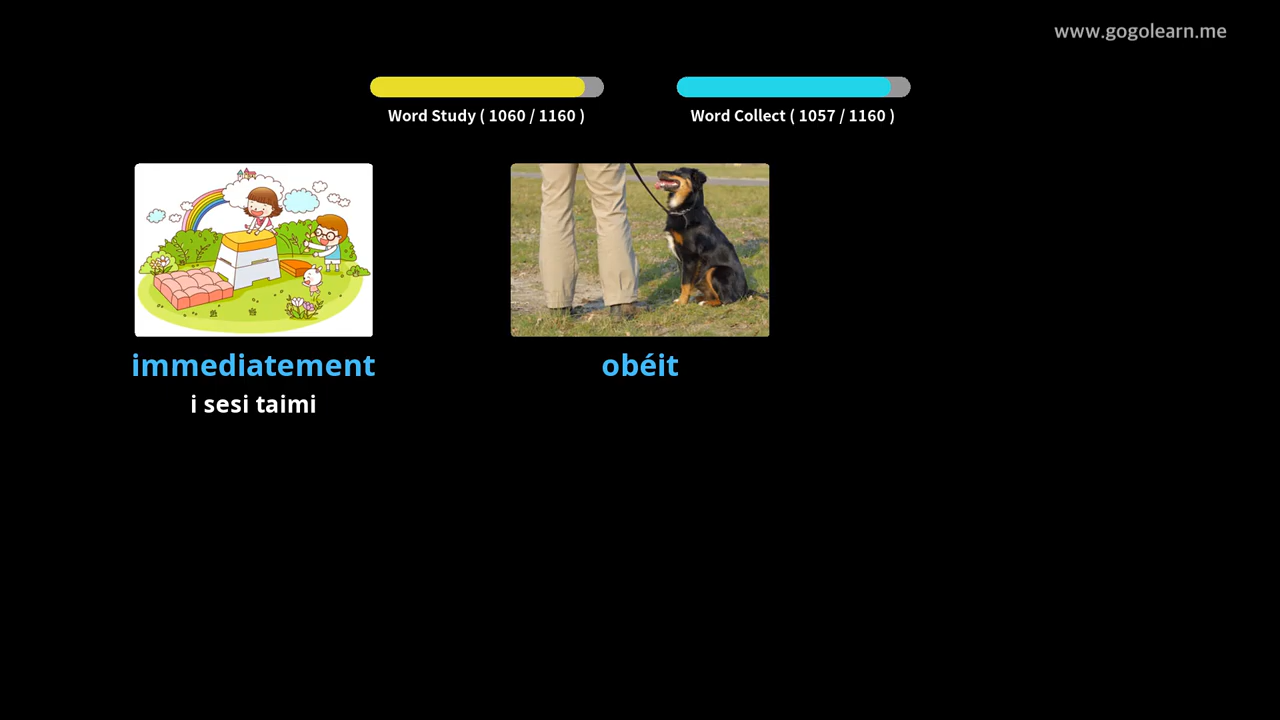 www.gogolearn.me
Word Study ( 1060 / 1160 )
Word Collect ( 1057 / 1160 )
immediatement
i sesi taimi
obéit